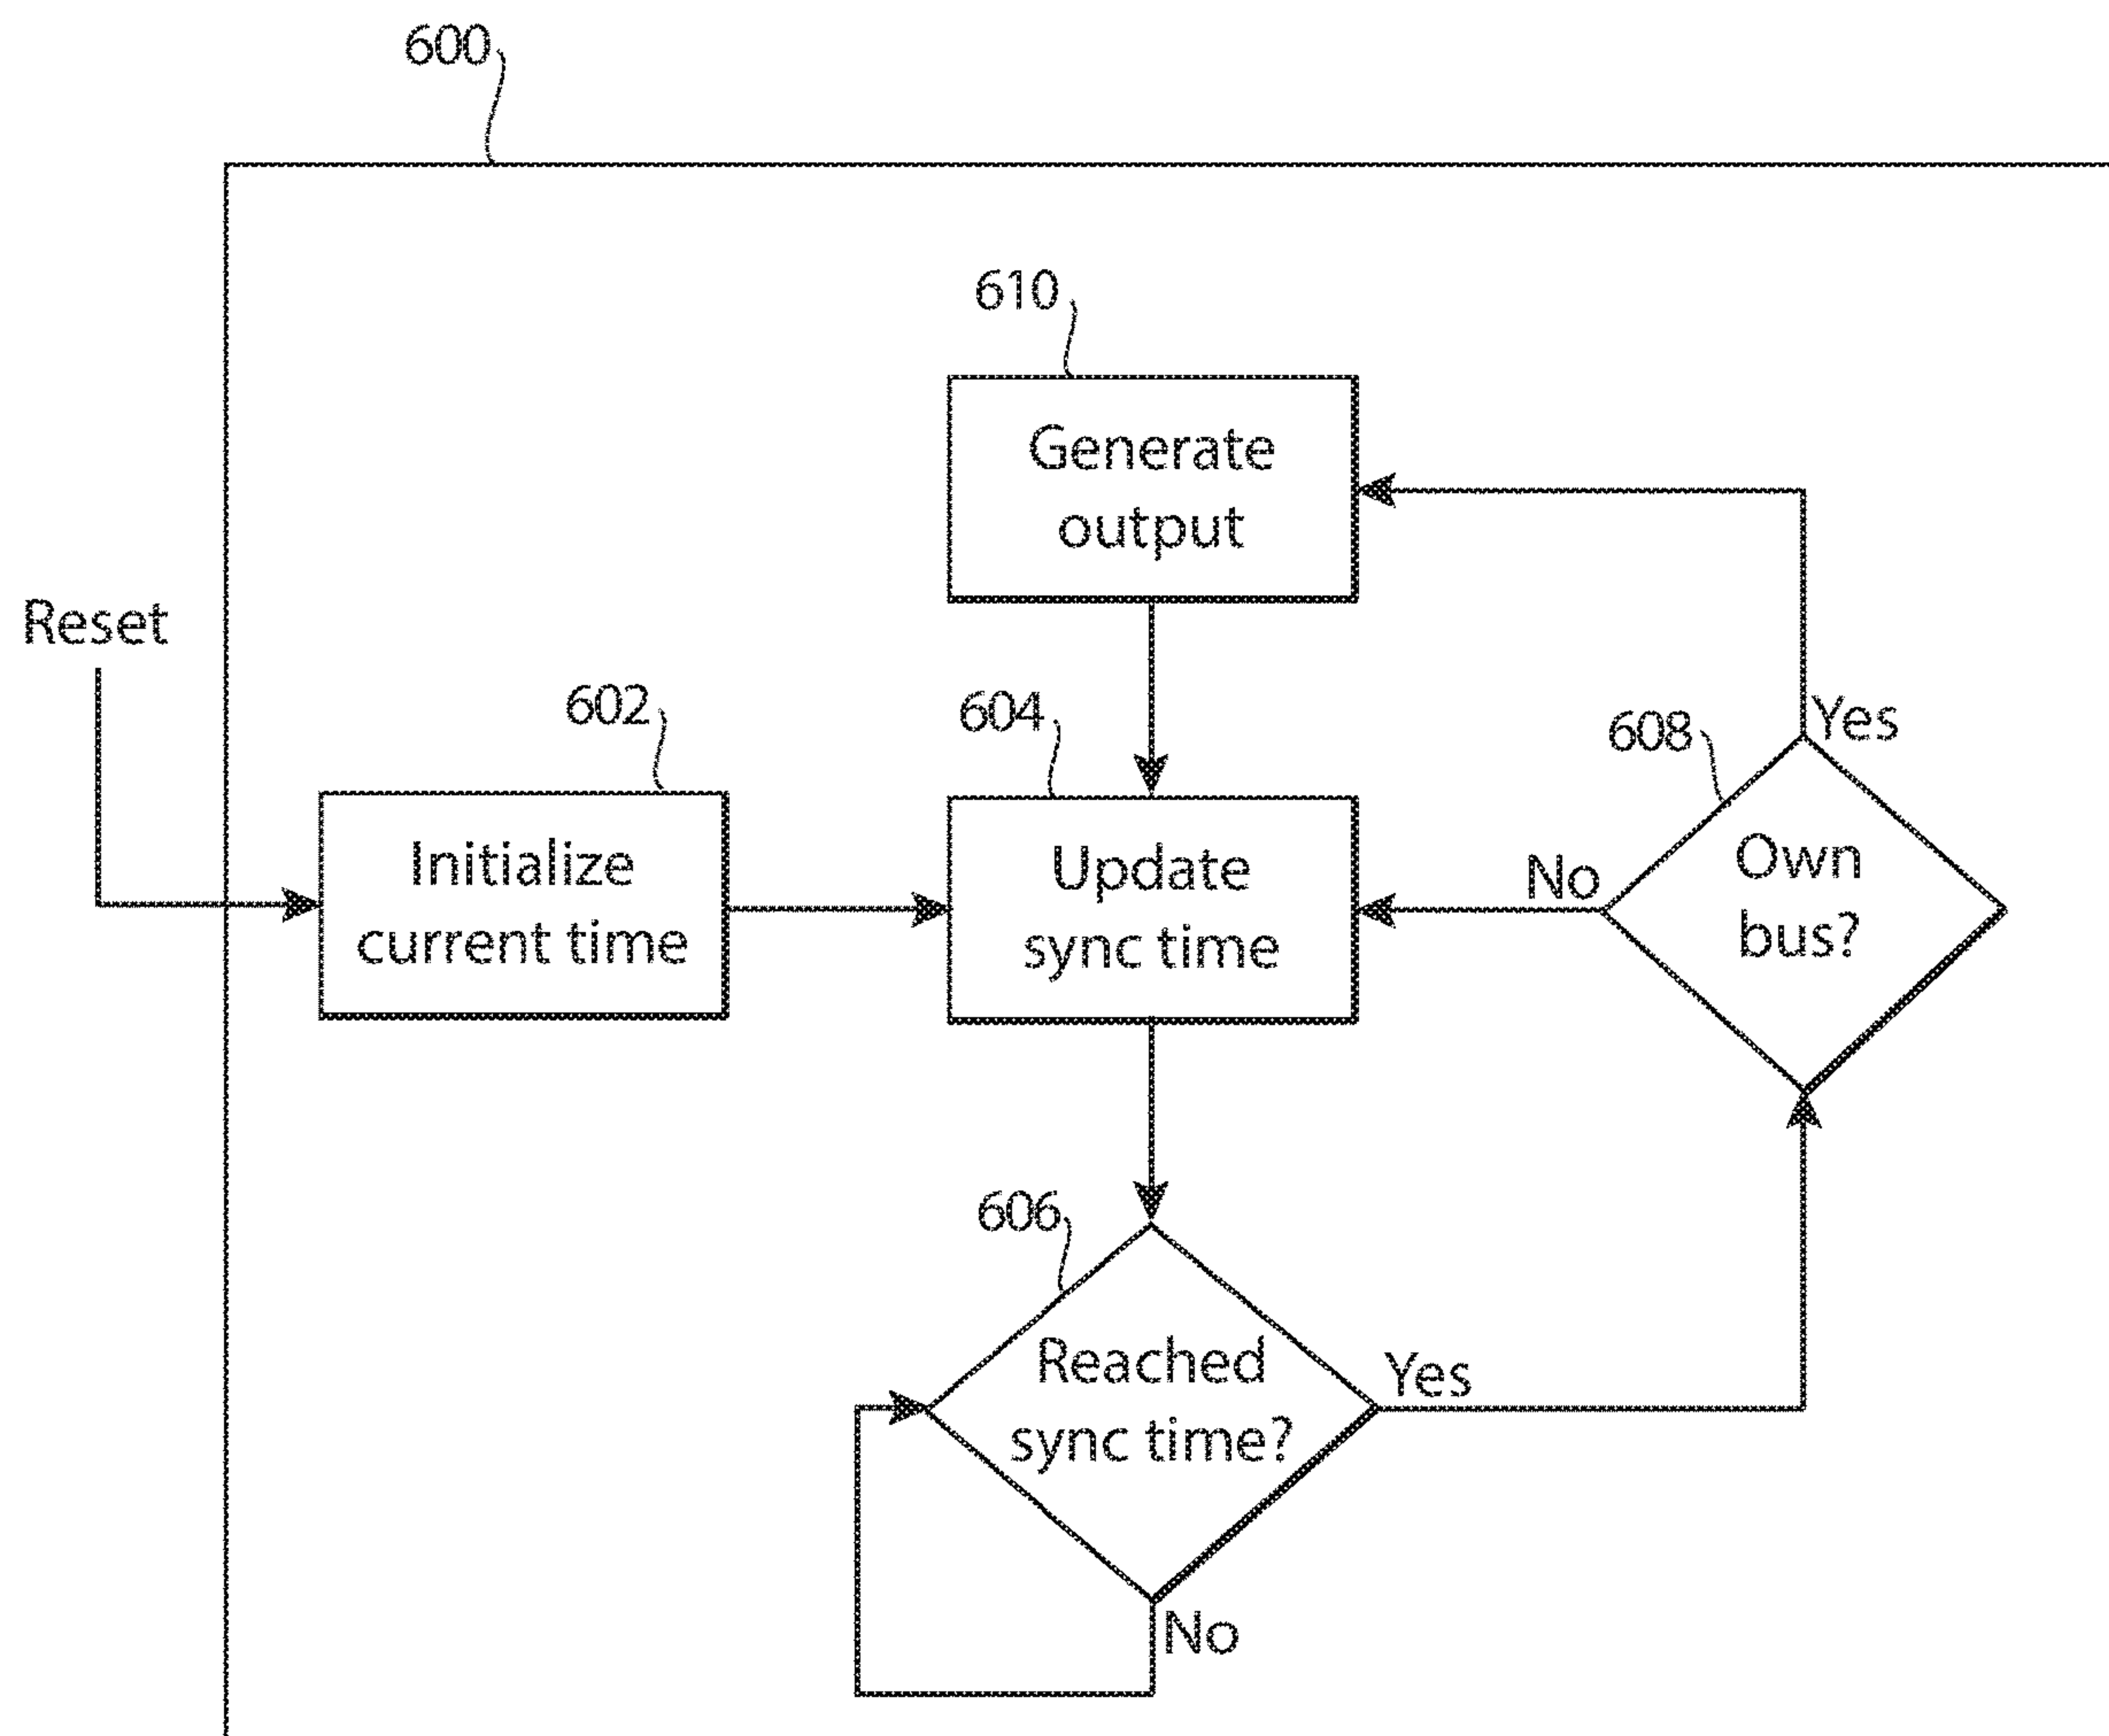 600
610
Generate
output
Reset
602
604
608
Yes
Initialize
current time
Update
sync time
No
Own
bus?
606
Reached
sync time?
Yes
No